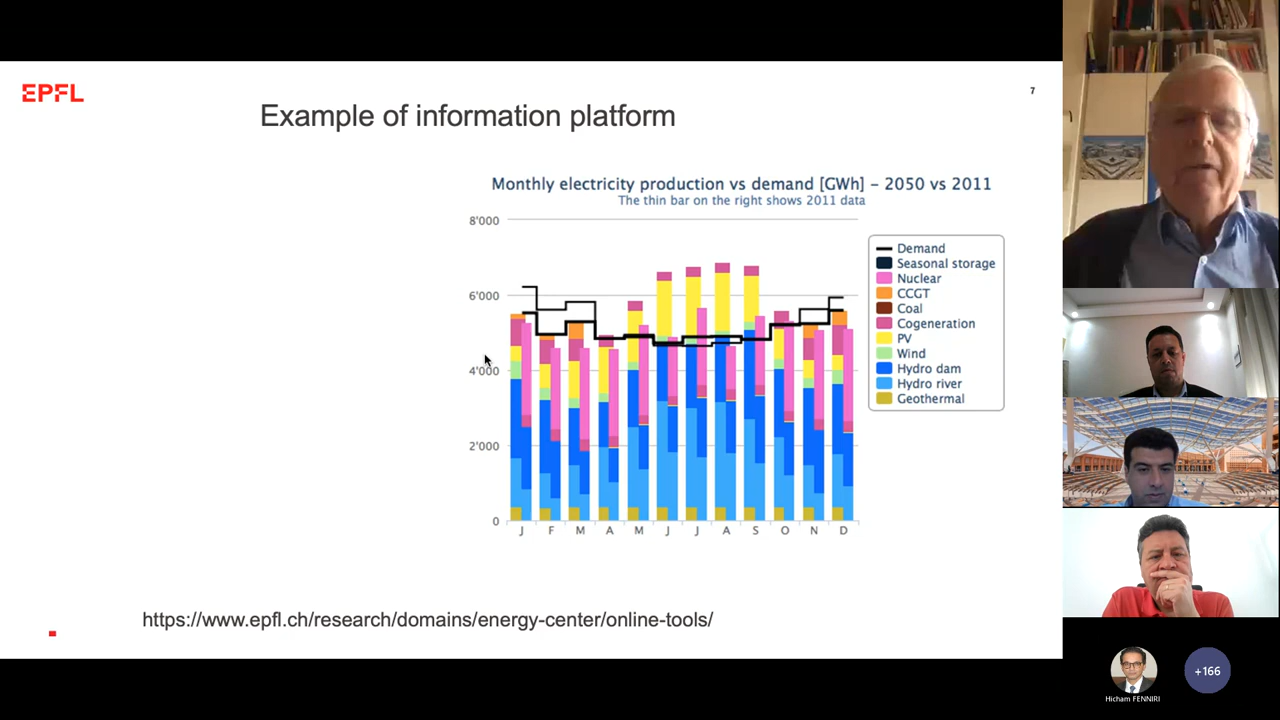 EPFL
7
Example of information platform
Monthly electricity production vs demand [GWh] – 2050 vs 2011
The thin bar on the right shows 2011 data
8'000
6'000
4'000
2'000
0
J F M A M J J A S O N D
Demand
Seasonal storage
Nuclear
CCGT
Coal
Cogeneration
PV
Wind
Hydro dam
Hydro river
Geothermal
https://www.epfl.ch/research/domains/energy-center/online-tools/
+166
Hicham FENNIRI